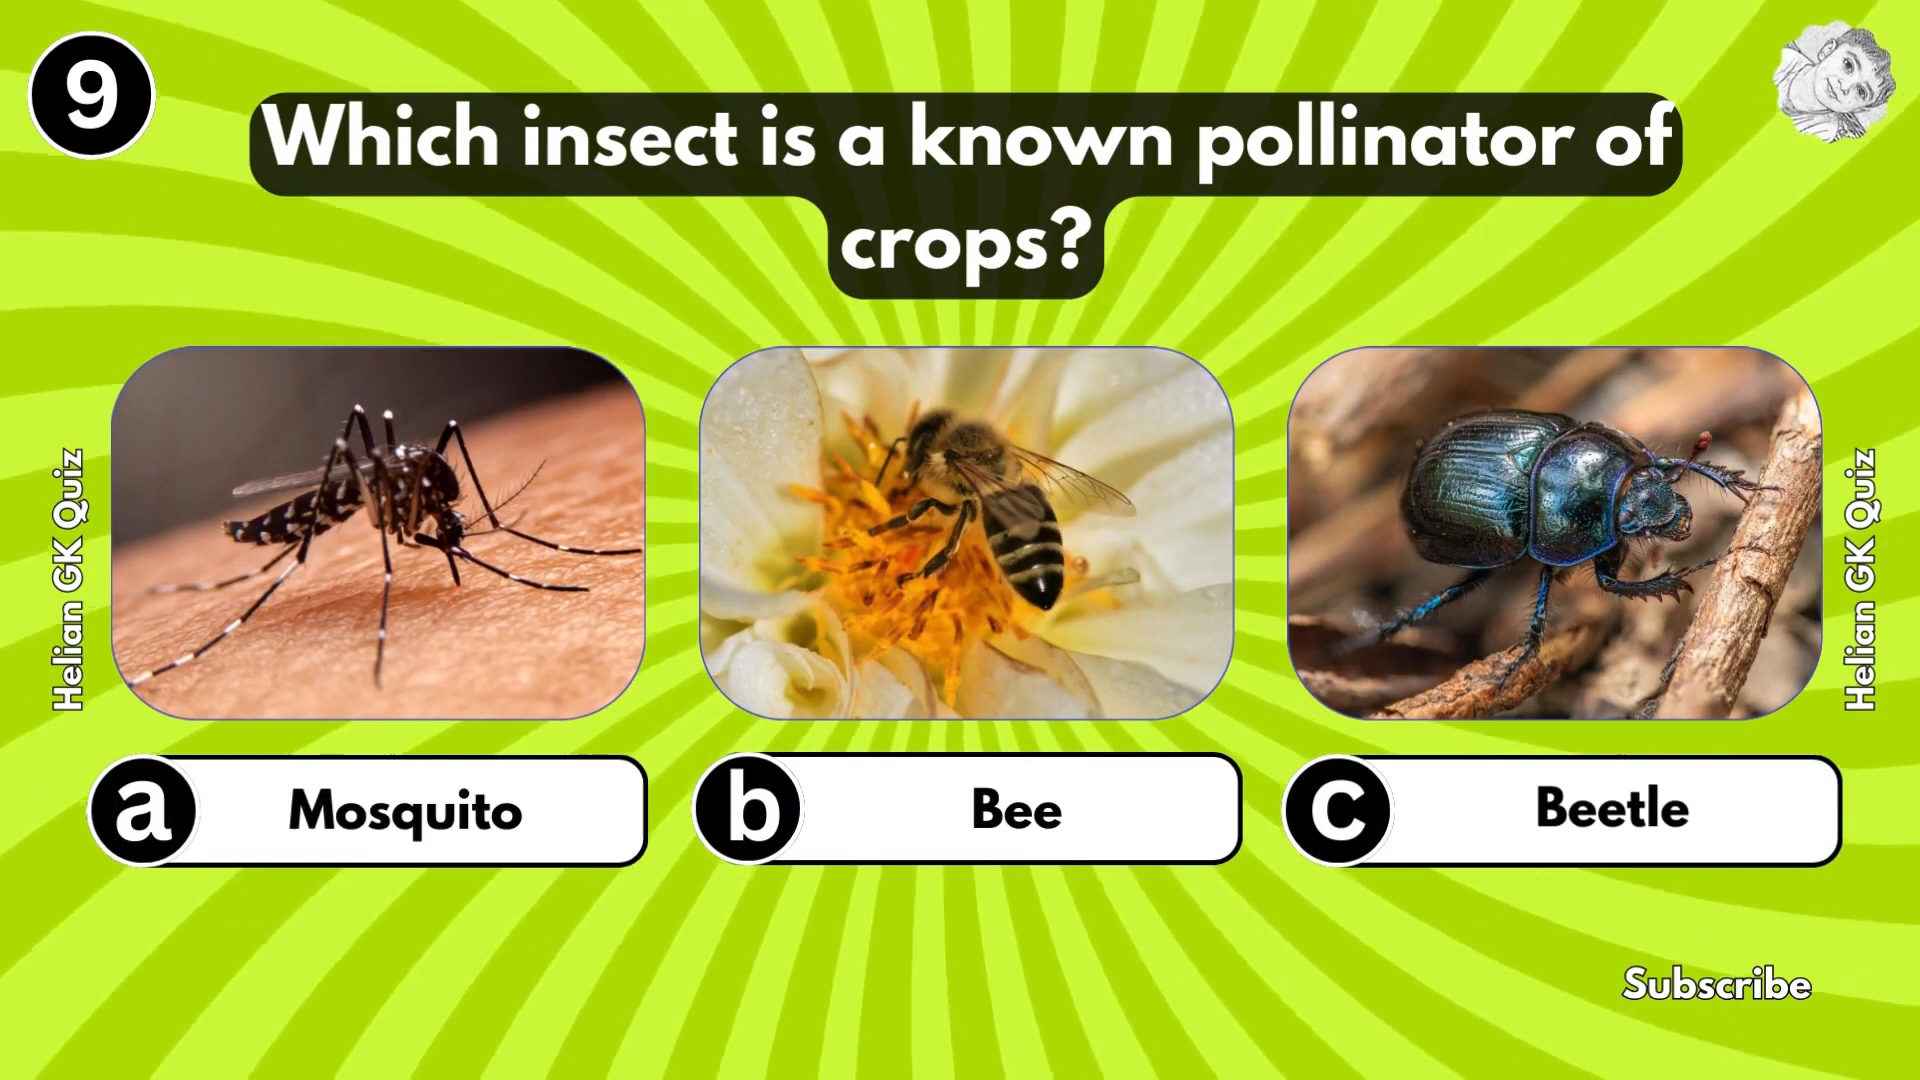 9
Which insect is a known pollinator of
crops?
Helian GK Quiz
Helian GK Quiz
a Mosquito
b Bee
c Beetle
Subscribe